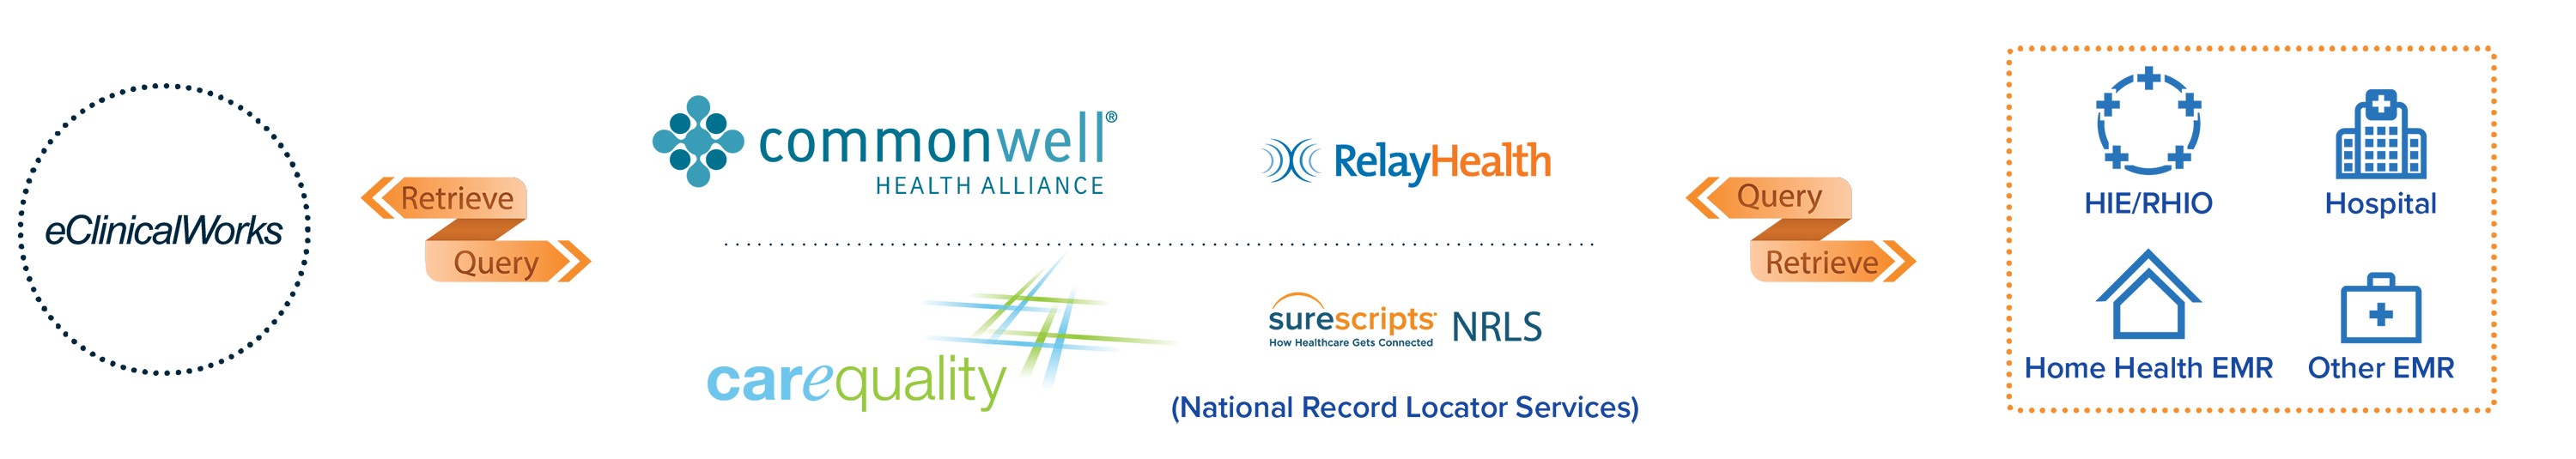 eClinicalWorks
Retrieve
Query
commonwell®
HEALTH ALLIANCE
RelayHealth
carequality
surescripts
How Healthcare Gets Connected
NRLS
(National Record Locator Services)
Query
Retrieve
HIE/RHIO
Hospital
Home Health EMR
Other EMR